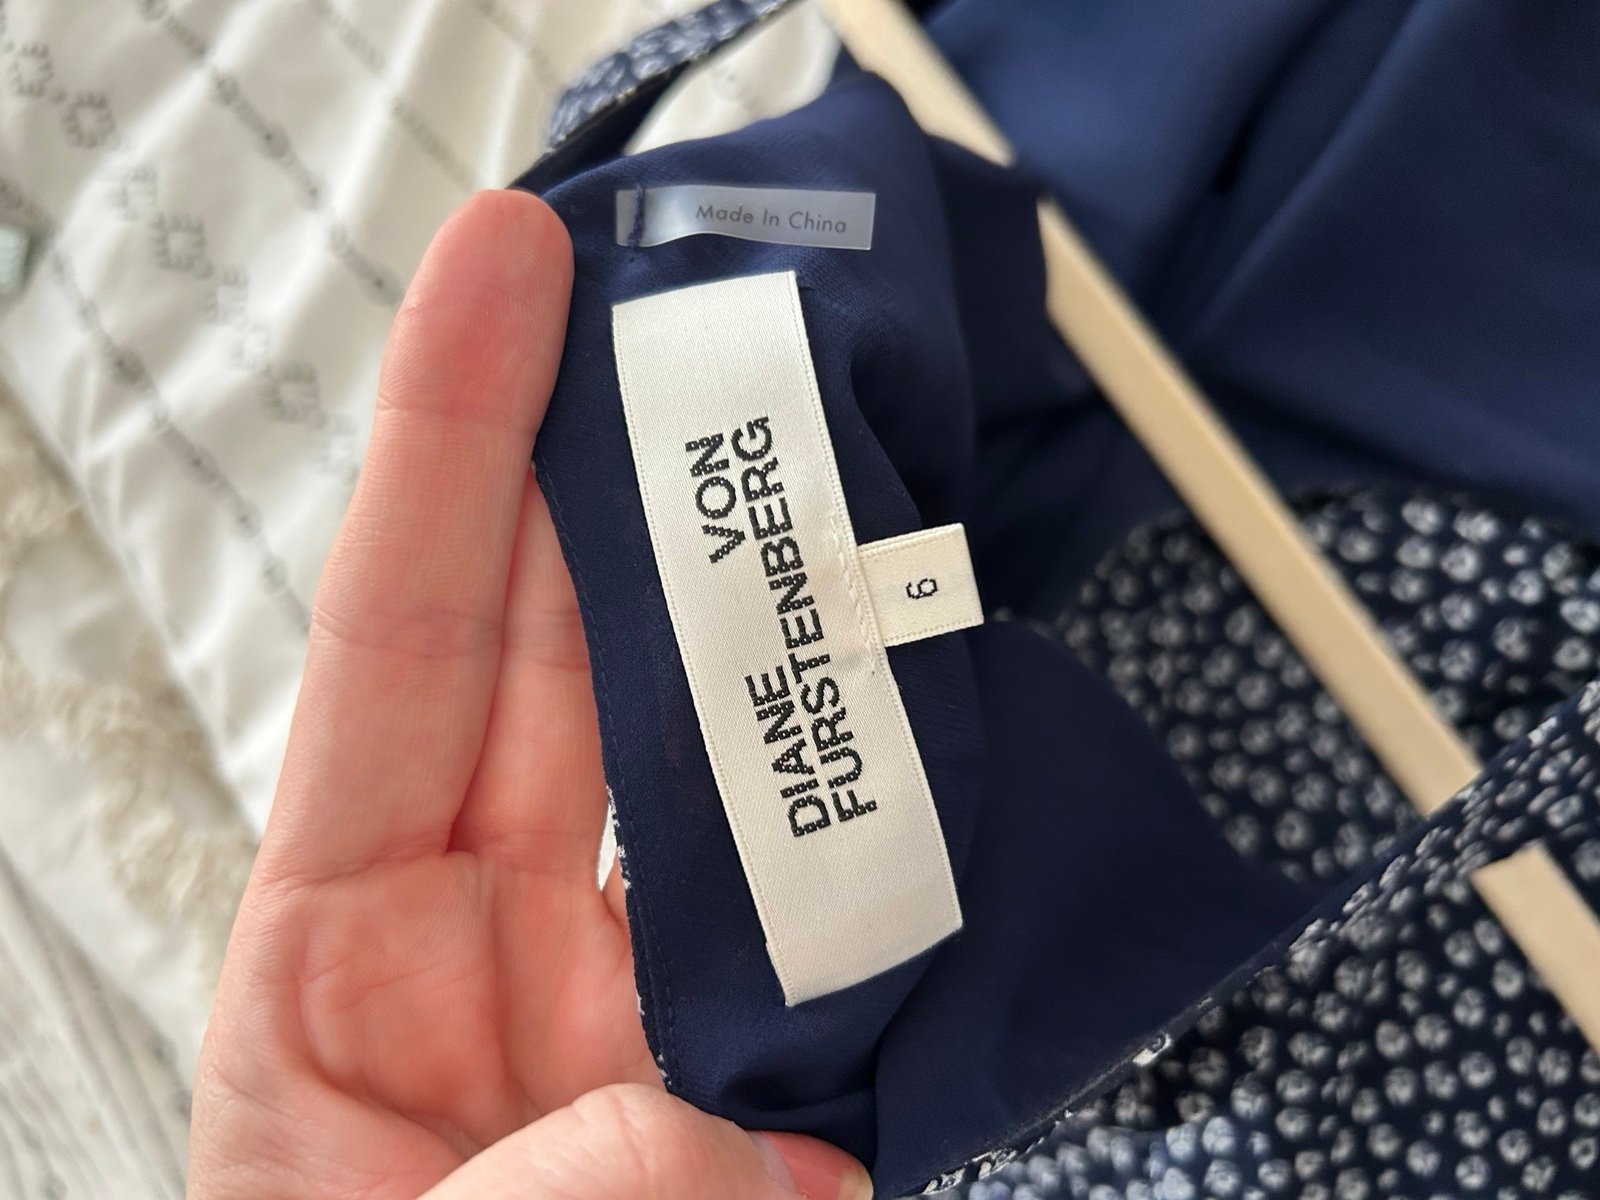 Made In China
DIANE VON
FURSTENBERG
6